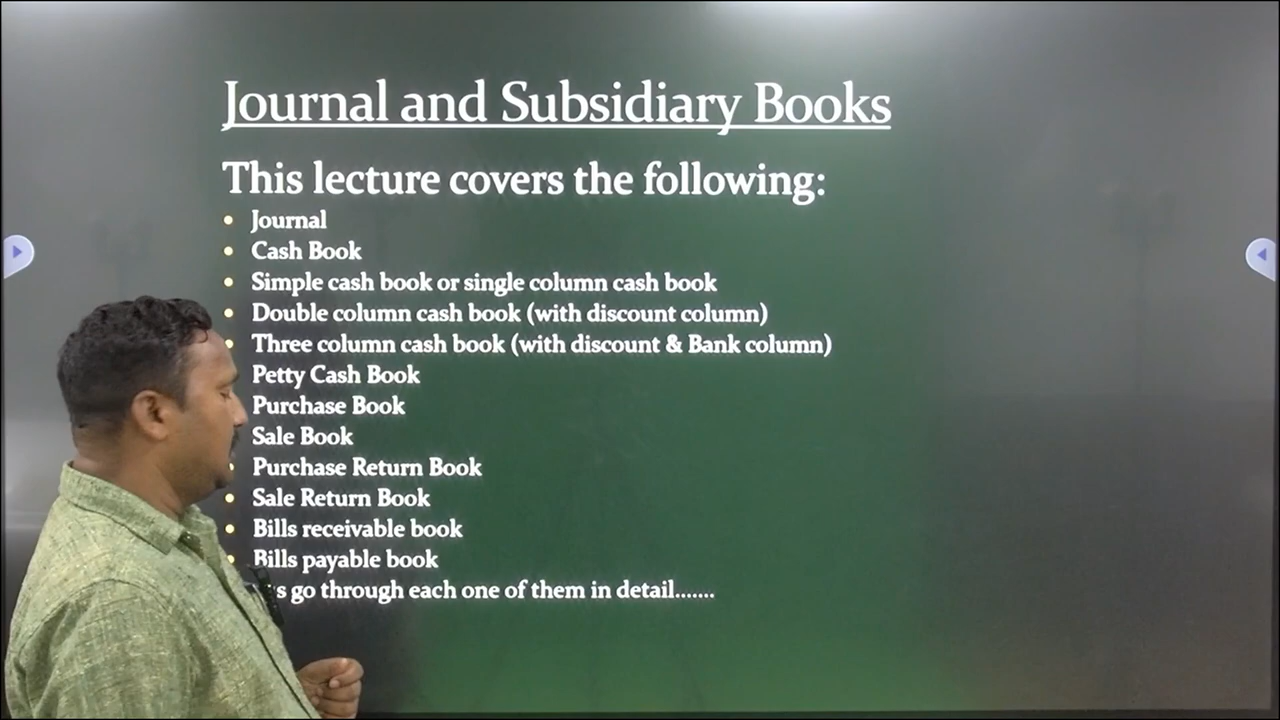 Journal and Subsidiary Books
This lecture covers the following:
• Journal
• Cash Book
• Simple cash book or single column cash book
• Double column cash book (with discount column)
• Three column cash book (with discount & Bank column)
Petty Cash Book
Purchase Book
Sale Book
• Purchase Return Book
• Sale Return Book
• Bills receivable book
• Bills payable book
go through each one of them in detail.......